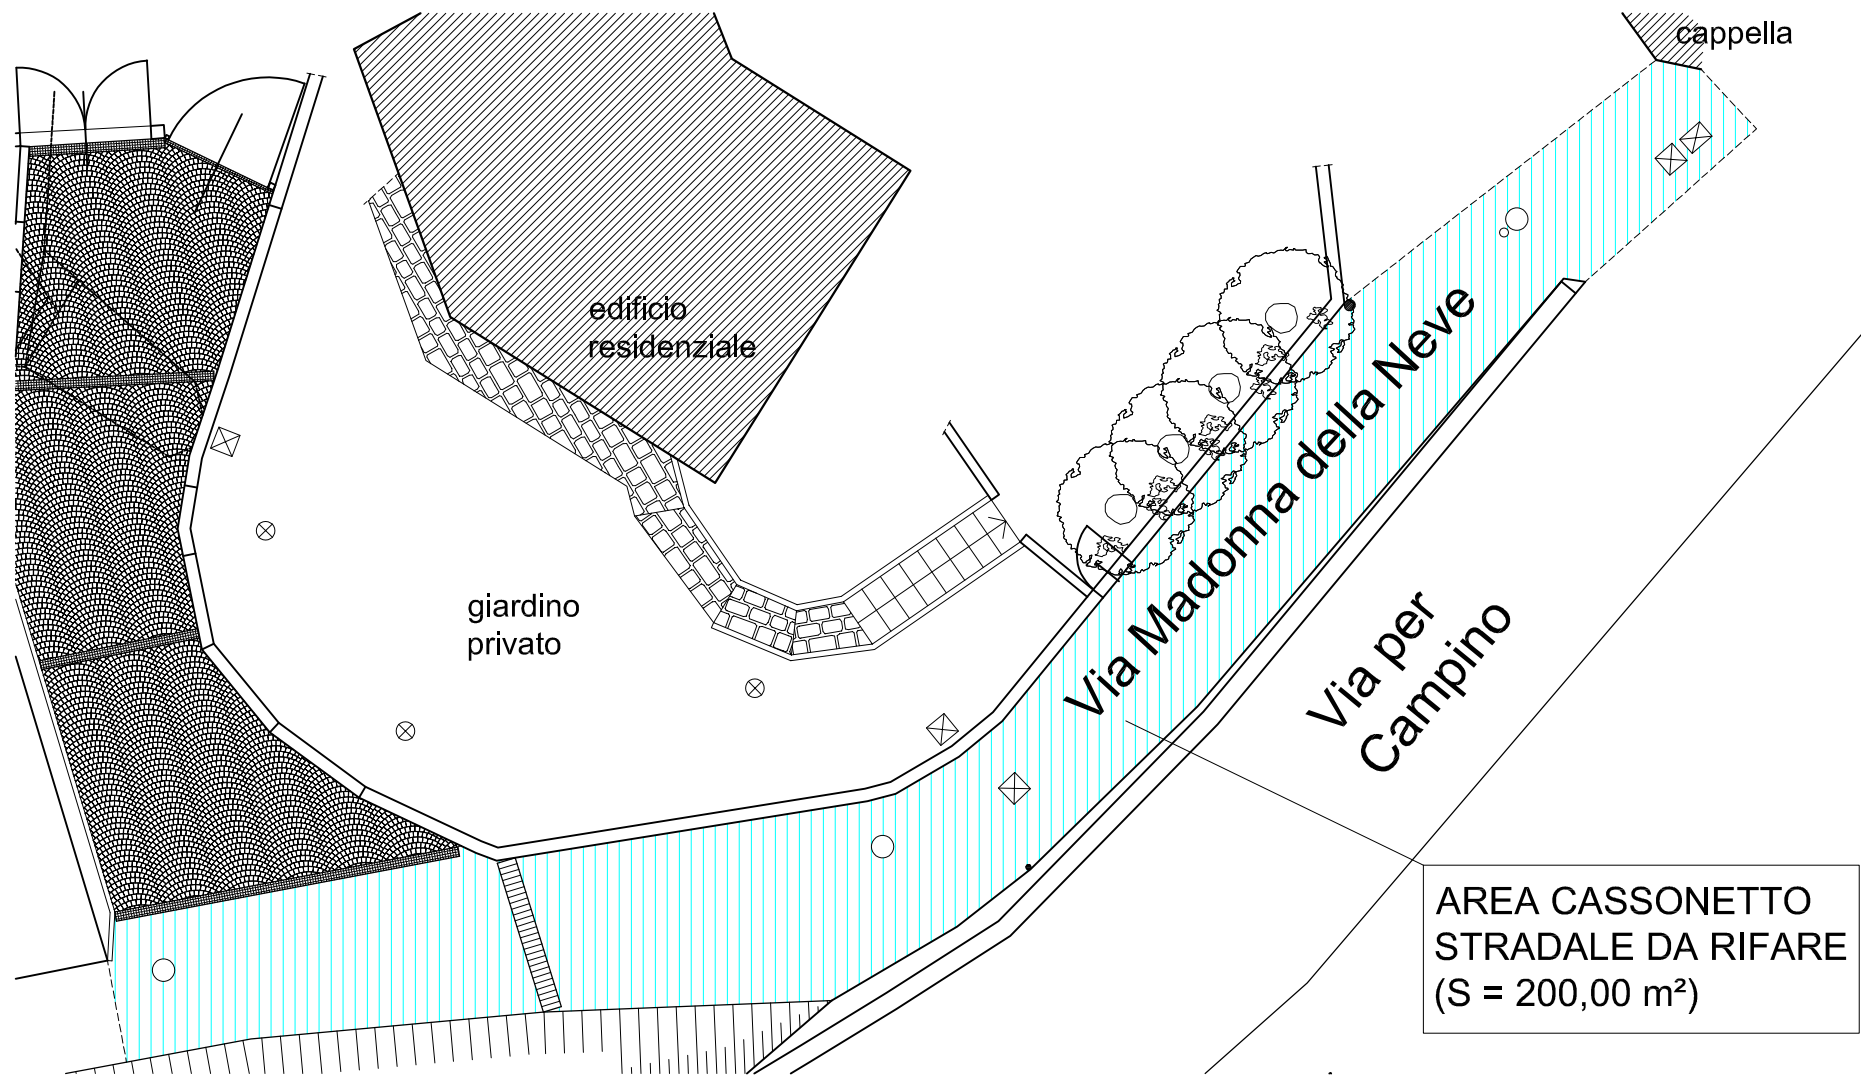 cappella
edificio
residenziale
giardino
privato
Via Madonna della Neve
Via per
Campino
AREA CASSONETTO
STRADALE DA RIFARE
(S = 200,00 m²)